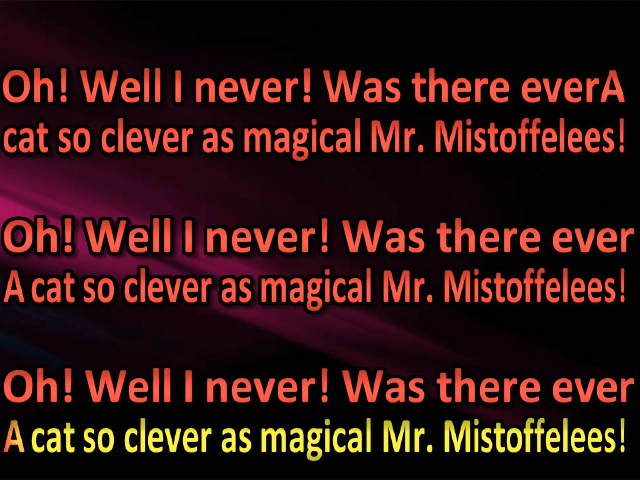 Oh! Well I never! Was there everA
cat so clever as magical Mr. Mistoffelees!
Oh! Well I never! Was there ever
A cat so clever as magical Mr. Mistoffelees!
Oh! Well I never! Was there ever
A cat so clever as magical Mr. Mistoffelees!